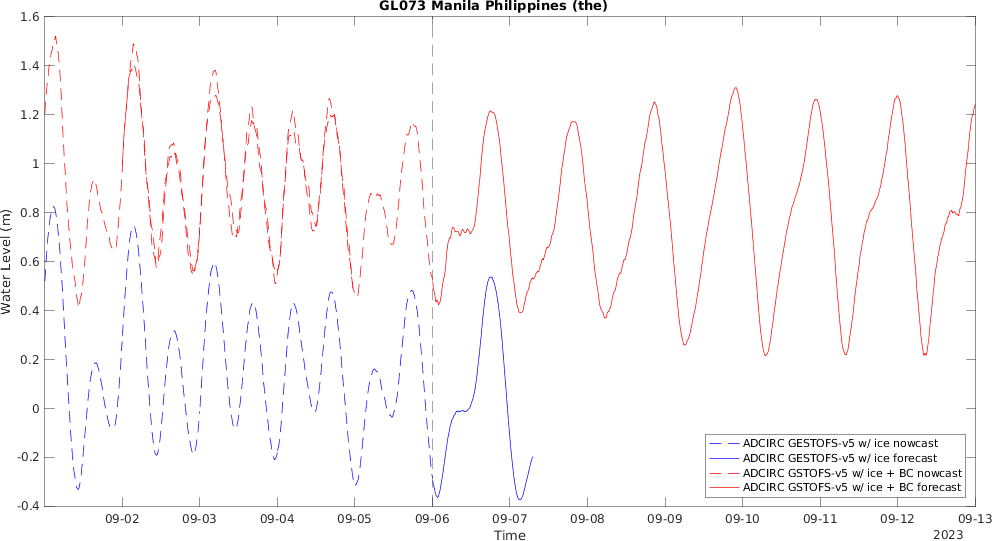 GL073 Manila Philippines (the)
1.6
1.4
1.2
1
0.8
0.6
0.4
0.2
0
-0.2
-0.4
Water Level (m)
ADCIRC GESTOFS-v5 w/ ice nowcast
ADCIRC GESTOFS-v5 w/ ice forecast
ADCIRC GSTOFS-v5 w/ ice + BC nowcast
ADCIRC GSTOFS-v5 w/ ice + BC forecast
09-02 09-03 09-04 09-05 09-06 09-07 09-08 09-09 09-10 09-11 09-12 09-13
Time
2023